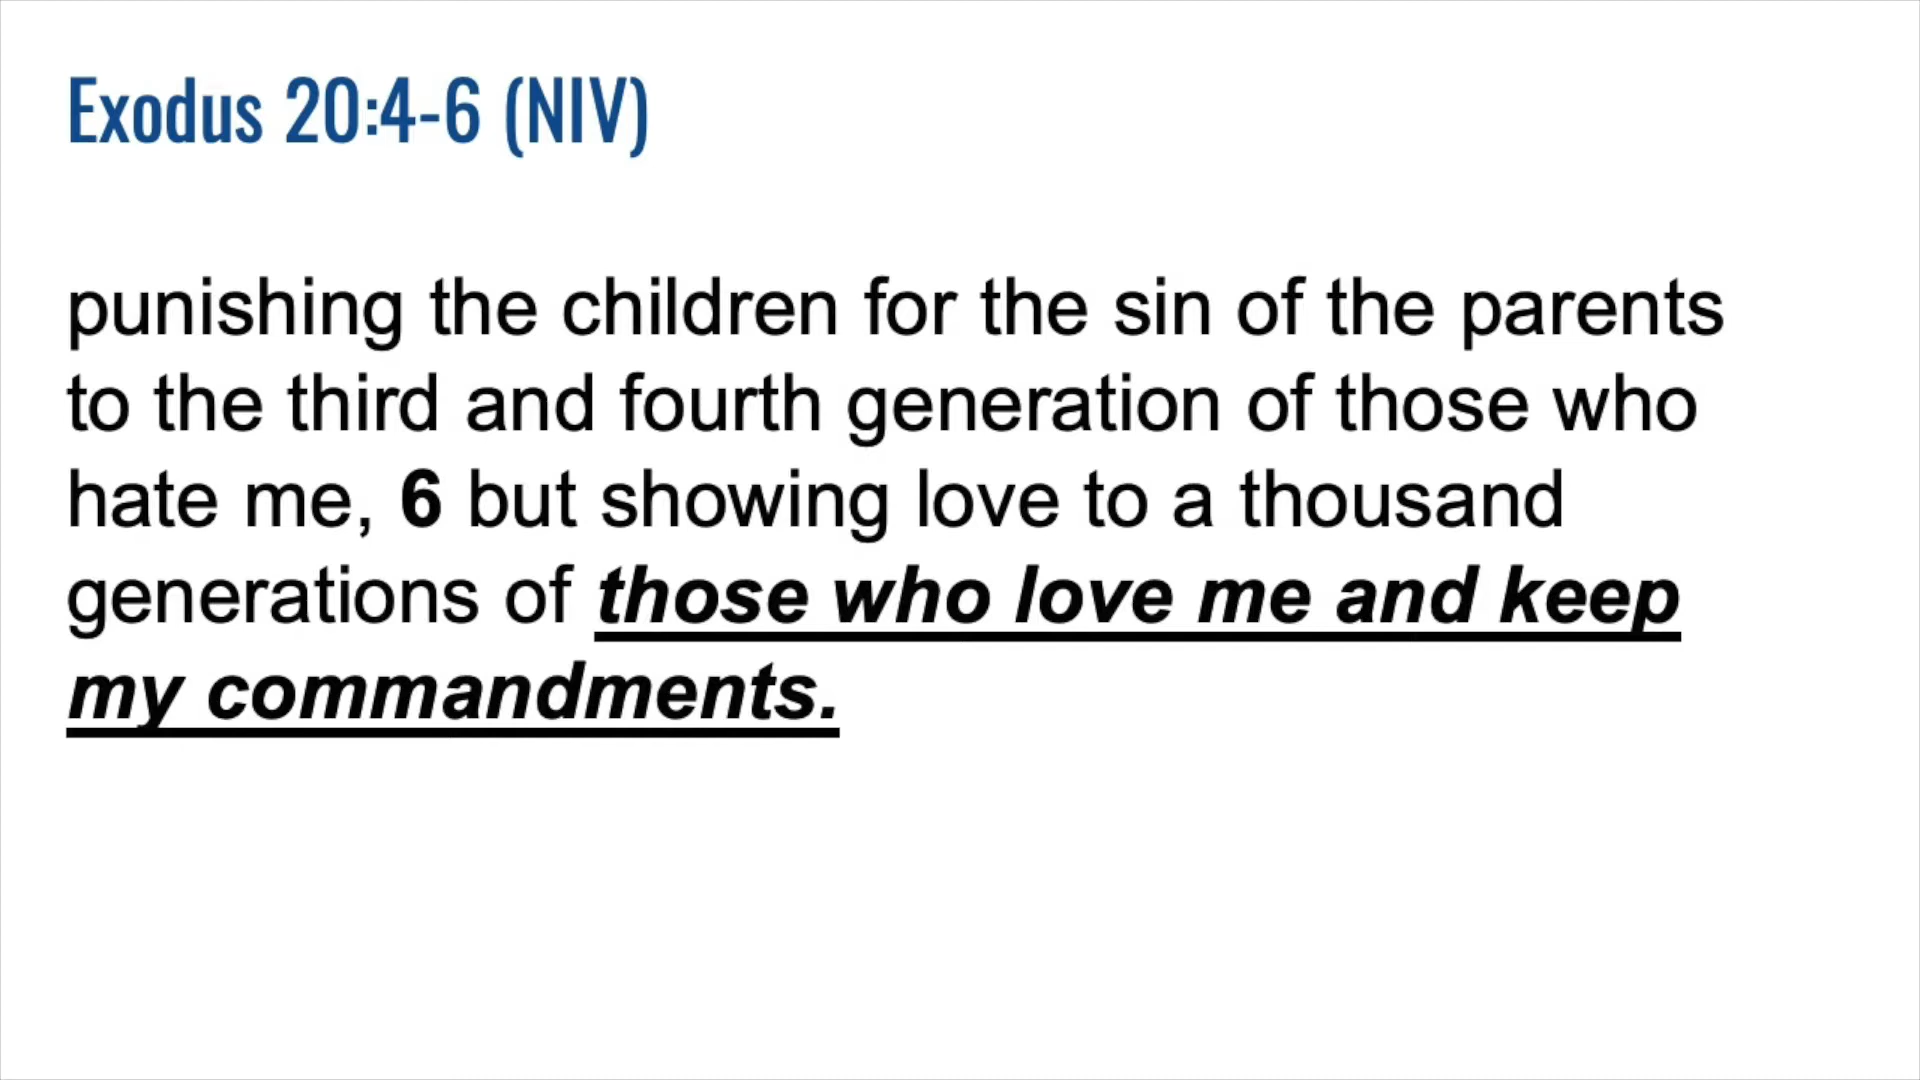 Exodus 20:4-6 (NIV)
punishing the children for the sin of the parents
to the third and fourth generation of those who
hate me, 6 but showing love to a thousand
generations of those who love me and keep
my commandments.